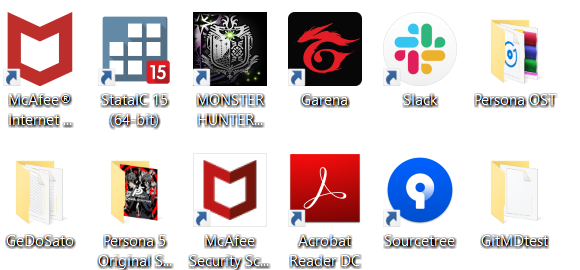 McAfee®
Internet ...
StataIC 15
(64-bit)
MONSTER
HUNTER...
Garena
Slack
Persona OST
GeDoSato
Persona 5
Original S...
McAfee
Security Sc...
Acrobat
Reader DC
Sourcetree
GitMDtest
15